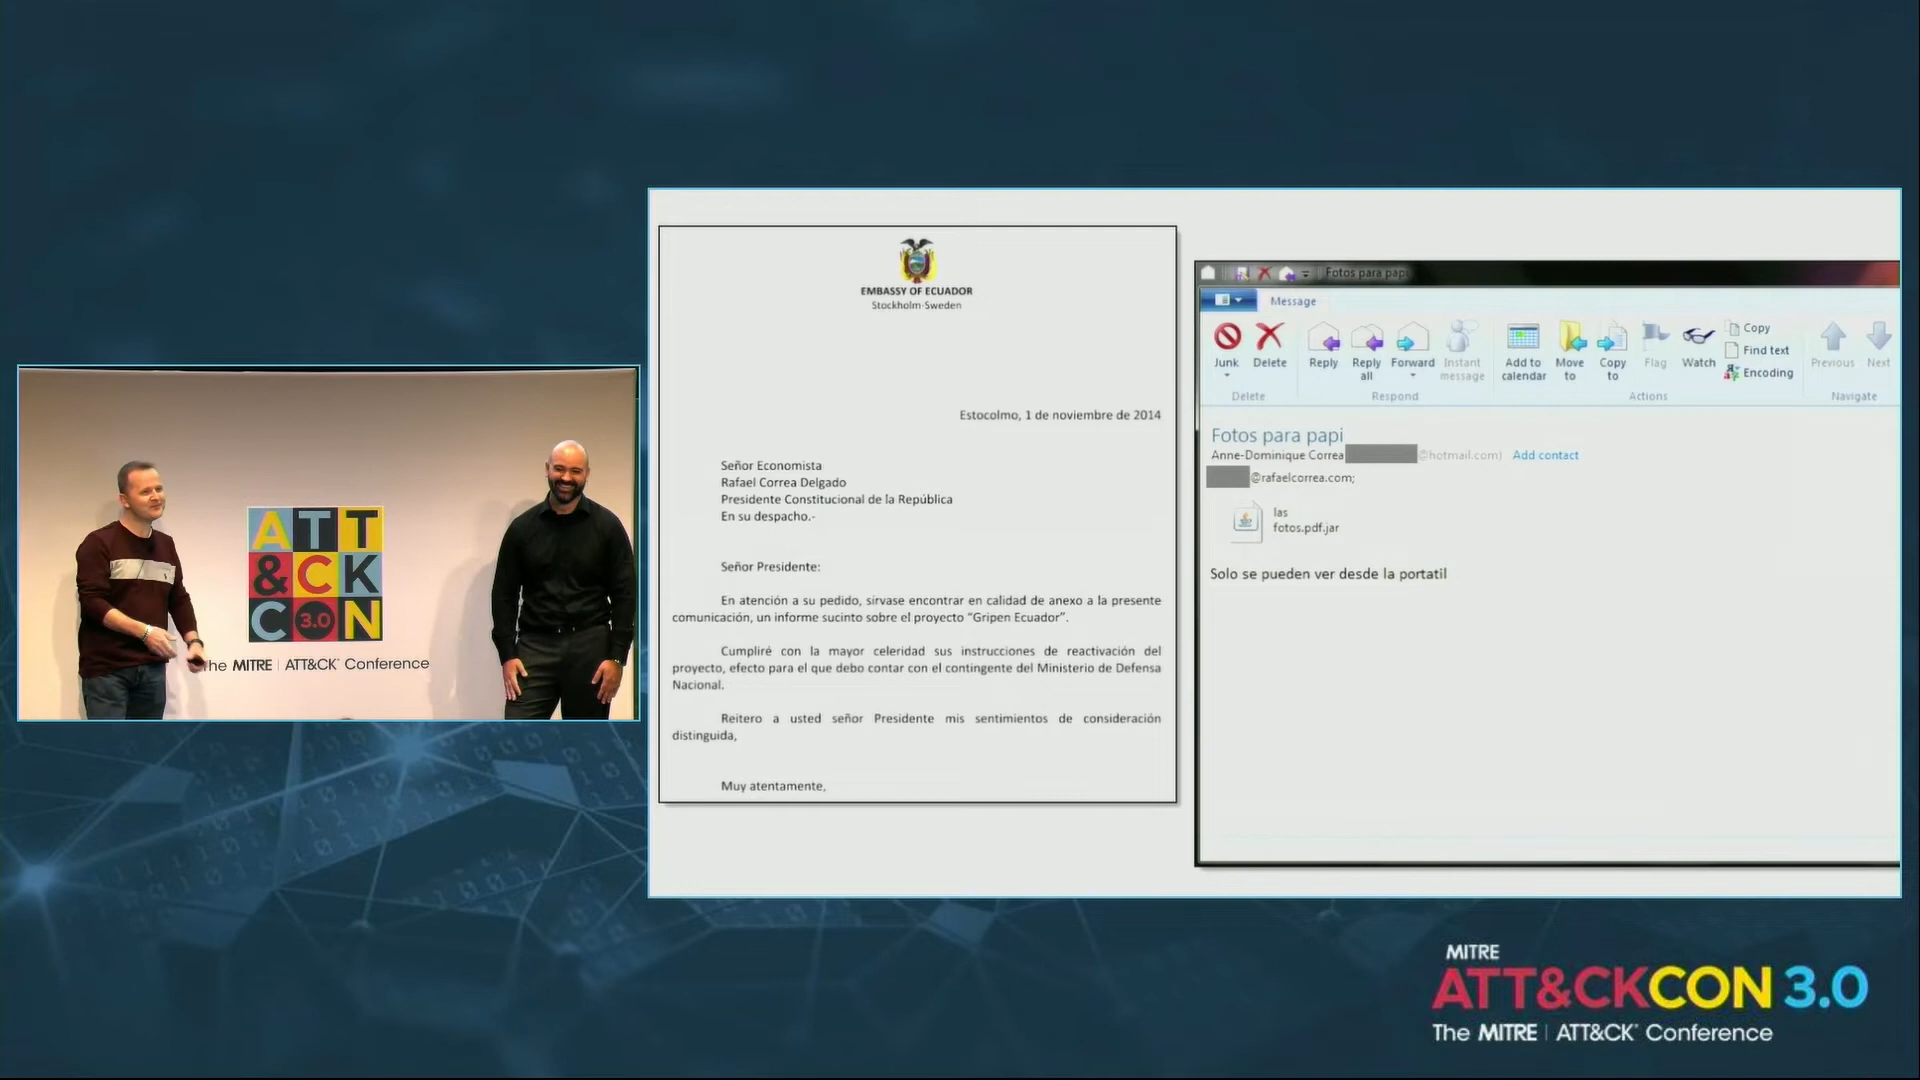 ATT
&CK
CON
3.0
The MITRE | ATT&CK® Conference
EMBASSY OF ECUADOR
Stockholm-Sweden
Estocolmo, 1 de noviembre de 2014
Señor Economista
Rafael Correa Delgado
Presidente Constitucional de la República
En su despacho.-
Señor Presidente:
En atención a su pedido, sírvase encontrar en calidad de anexo a la presente
comunicación, un informe sucinto sobre el proyecto “Gripen Ecuador”.
Cumpliré con la mayor celeridad sus instrucciones de reactivación del
proyecto, efecto para el que debo contar con el contingente del Ministerio de Defensa
Nacional.
Reitero a usted señor Presidente mis sentimientos de consideración
distinguida,
Muy atentamente,
Fotos para papi
Message
Junk
Delete
Reply
Reply all
Forward
Instant message
Add to calendar
Move to
Copy to
Flag
Watch
Copy
Find text
Encoding
Previous
Next
Delete
Respond
Actions
Navigate
Fotos para papi
Anne-Dominique Correa @hotmail.com) Add contact
@rafaelcorrea.com;
las
fotos.pdf.jar
Solo se pueden ver desde la portatil
MITRE
ATT&CKCON 3.0
The MITRE | ATT&CK® Conference